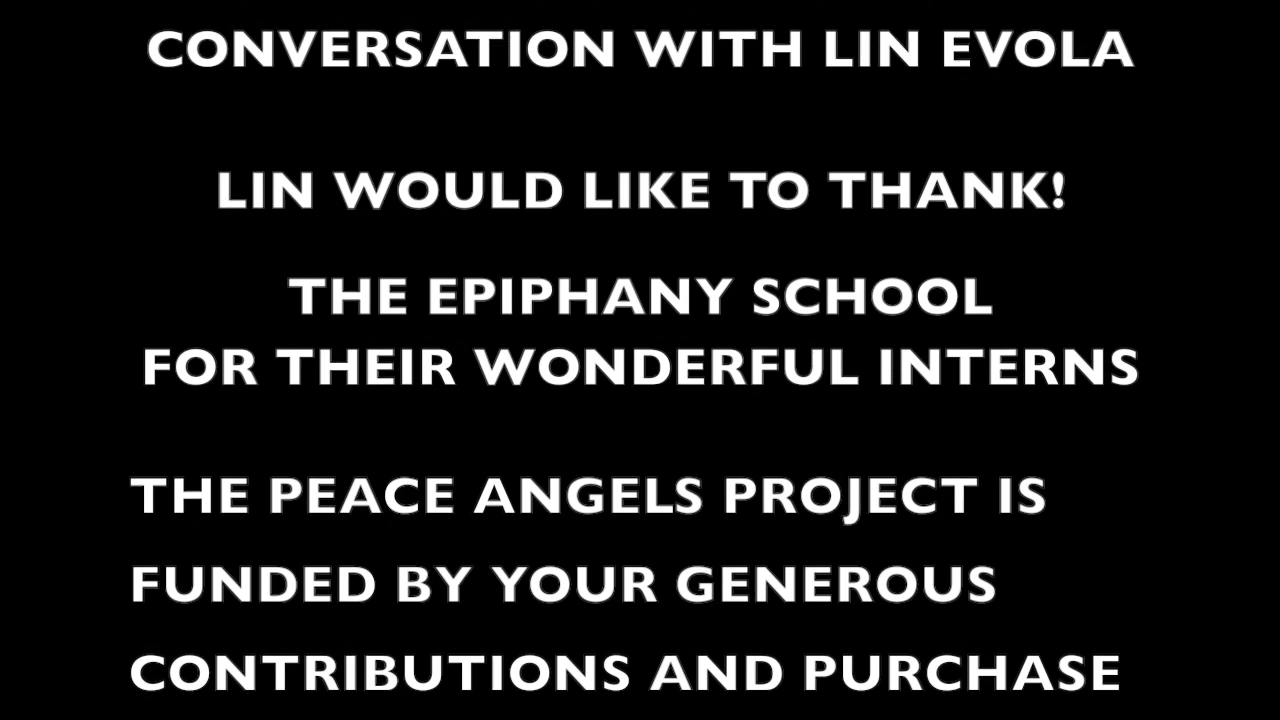 CONVERSATION WITH LIN EVOLA
LIN WOULD LIKE TO THANK!
THE EPIPHANY SCHOOL
FOR THEIR WONDERFUL INTERNS
THE PEACE ANGELS PROJECT IS
FUNDED BY YOUR GENEROUS
CONTRIBUTIONS AND PURCHASE